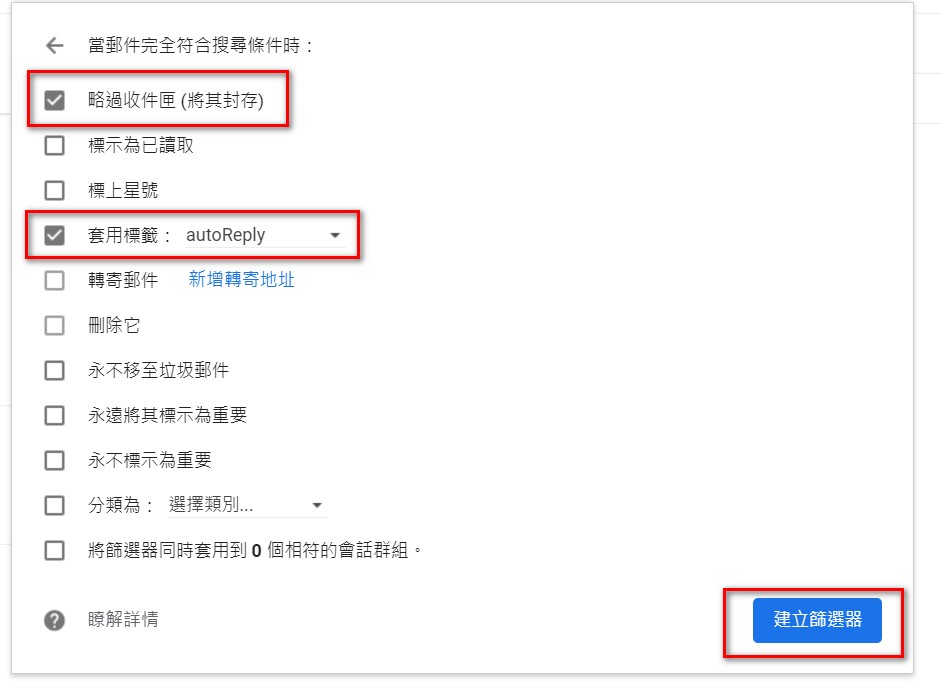 當郵件完全符合搜尋條件時：
略過收件匣 (將其封存)
標示為已讀取
標上星號
套用標籤： autoReply
轉寄郵件 新增轉寄地址
刪除它
永不移至垃圾郵件
永遠將其標示為重要
永不標示為重要
分類為： 選擇類別...
將篩選器同時套用到 0 個相符的會話群組。
瞭解詳情
建立篩選器